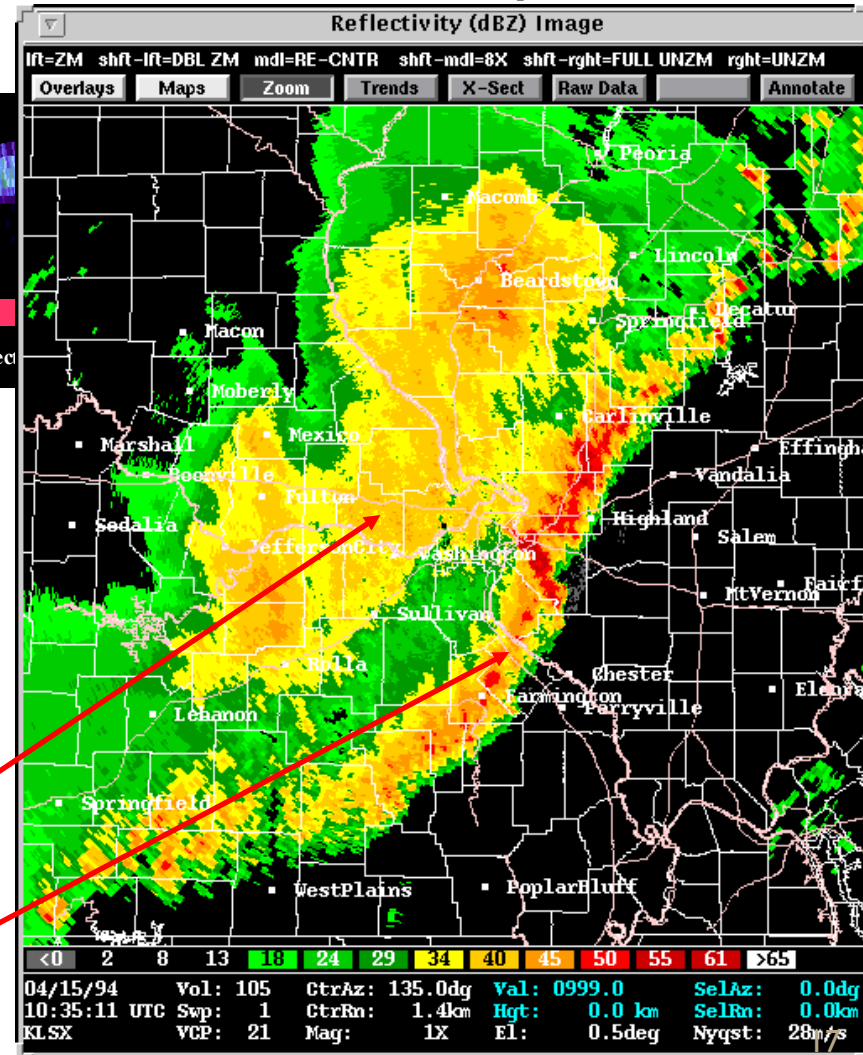 Reflectivity (dBZ) Image
lft=ZM shft-lft=DBL ZM mdl=RE-CNTR shft-mdl=8X shft-rght=FULL UNZM rght=UNZM
Overlays Maps Zoom Trends X-Sect Raw Data Annotate
Peoria
Macomb
Lincoln
Beardstown
Decatur
Springfield
Macon
Moberly
Carlinville
Mexico
Marshall
Effingh
Boonville
Vandalia
Fulton
Sedalia
Highland
Salem
JeffersonCity
Washington
MtVernon
Fairf
Sullivan
Rolla
Chester
Farmington
Perryville
Lebanon
Springfield
WestPlains
PoplarBluff
<0 2 8 13 18 24 29 34 40 45 50 55 61 >65
04/15/94 Vol: 105 CtrAz: 135.0dg Val: 0999.0 SelAz: 0.0dg
10:35:11 UTC Swp: 1 CtrRn: 1.4km Hgt: 0.0 km SelRn: 0.0km
KLSX VCP: 21 Mag: 1X El: 0.5deg Nyqst: 28m/s
17